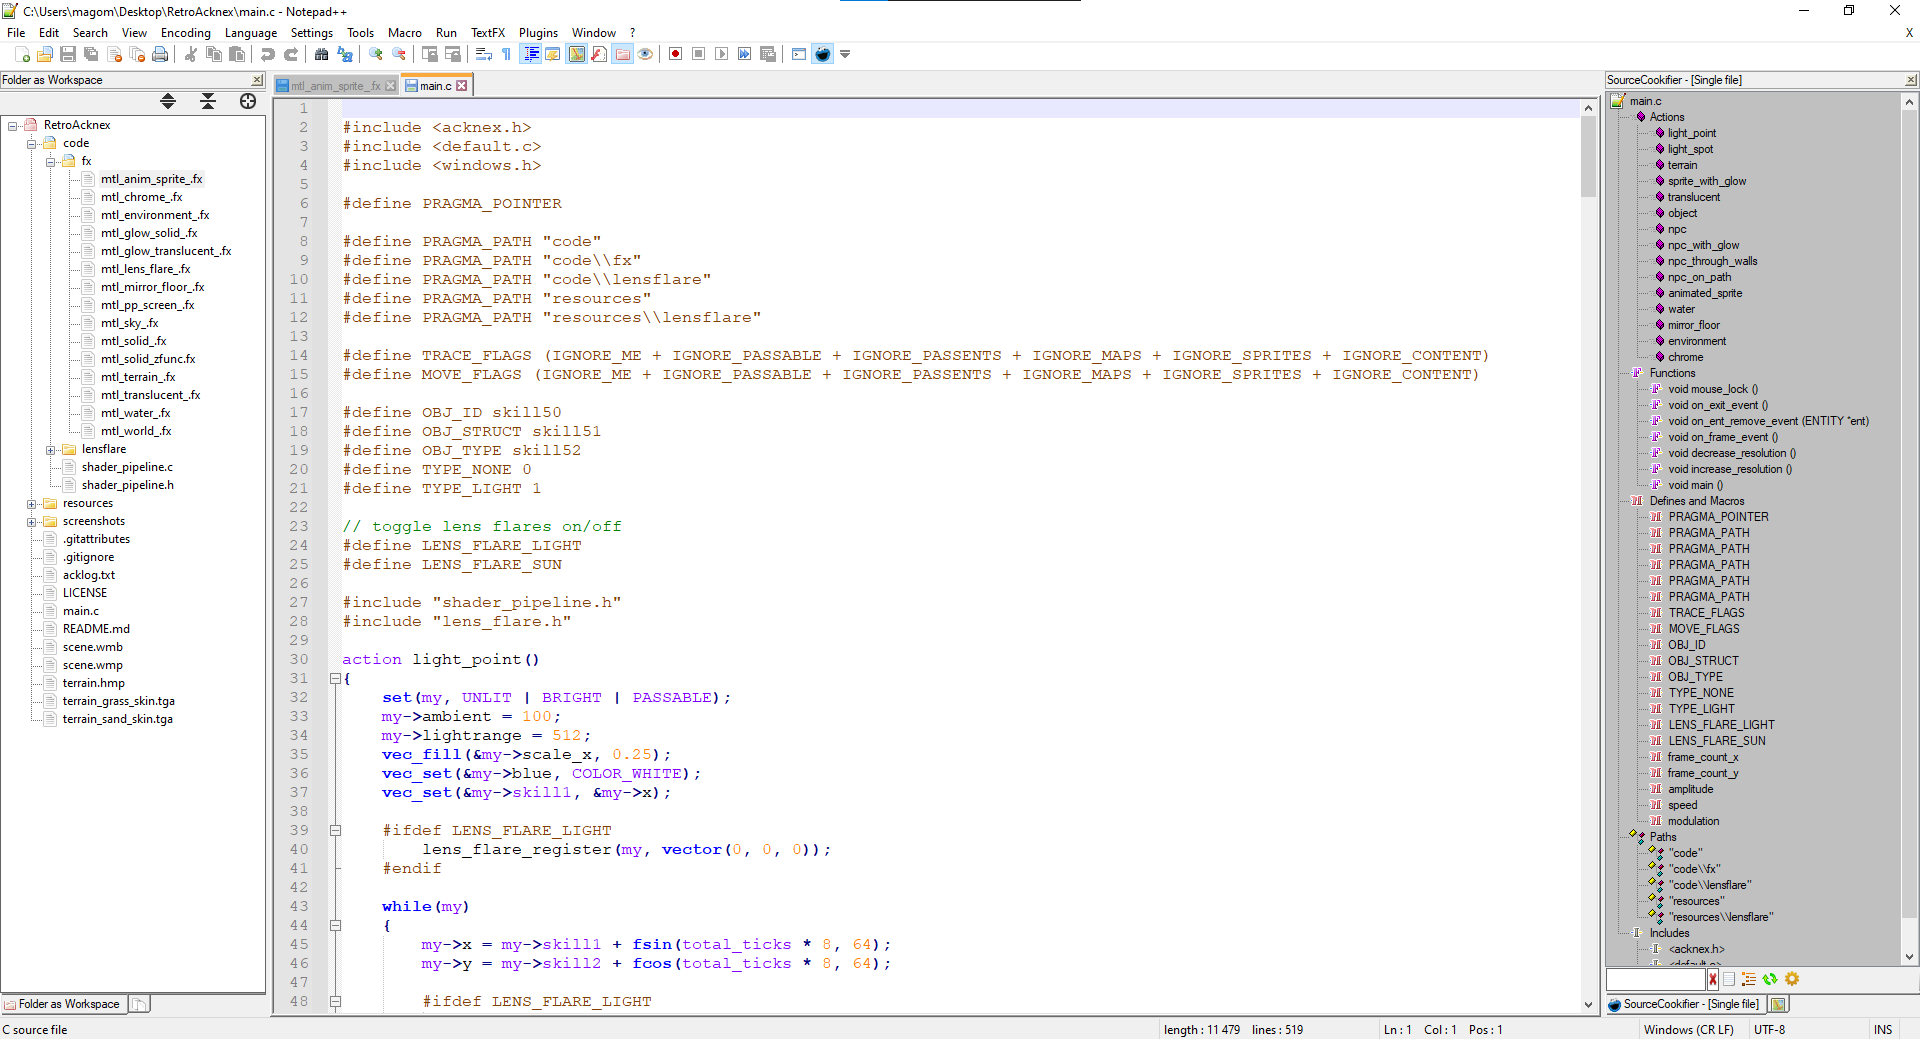 C:\Users\magom\Desktop\RetroAcknex\main.c - Notepad++
File Edit Search View Encoding Language Settings Tools Macro Run TextFX Plugins Window ? X
Folder as Workspace
RetroAcknex
code
fx
mtl_anim_sprite_.fx
mtl_chrome_.fx
mtl_environment_.fx
mtl_glow_solid_.fx
mtl_glow_translucent_.fx
mtl_lens_flare_.fx
mtl_mirror_floor_.fx
mtl_pp_screen_.fx
mtl_sky_.fx
mtl_solid_.fx
mtl_solid_zfunc.fx
mtl_terrain_.fx
mtl_translucent_.fx
mtl_water_.fx
mtl_world_.fx
lensflare
shader_pipeline.c
shader_pipeline.h
resources
screenshots
.gitattributes
.gitignore
acklog.txt
LICENSE
main.c
README.md
scene.wmb
scene.wmp
terrain.hmp
terrain_grass_skin.tga
terrain_sand_skin.tga
Folder as Workspace
mtl_anim_sprite_.fx main.c
1
2 #include <acknex.h>
3 #include <default.c>
4 #include <windows.h>
5
6 #define PRAGMA_POINTER
7
8 #define PRAGMA_PATH "code"
9 #define PRAGMA_PATH "code\\fx"
10 #define PRAGMA_PATH "code\\lensflare"
11 #define PRAGMA_PATH "resources"
12 #define PRAGMA_PATH "resources\\lensflare"
13
14 #define TRACE_FLAGS (IGNORE_ME + IGNORE_PASSABLE + IGNORE_PASSENTS + IGNORE_MAPS + IGNORE_SPRITES + IGNORE_CONTENT)
15 #define MOVE_FLAGS (IGNORE_ME + IGNORE_PASSABLE + IGNORE_PASSENTS + IGNORE_MAPS + IGNORE_SPRITES + IGNORE_CONTENT)
16
17 #define OBJ_ID skill50
18 #define OBJ_STRUCT skill51
19 #define OBJ_TYPE skill52
20 #define TYPE_NONE 0
21 #define TYPE_LIGHT 1
22
23 // toggle lens flares on/off
24 #define LENS_FLARE_LIGHT
25 #define LENS_FLARE_SUN
26
27 #include "shader_pipeline.h"
28 #include "lens_flare.h"
29
30 action light_point()
31 {
32 set(my, UNLIT | BRIGHT | PASSABLE);
33 my->ambient = 100;
34 my->lightrange = 512;
35 vec_fill(&my->scale_x, 0.25);
36 vec_set(&my->blue, COLOR_WHITE);
37 vec_set(&my->skill1, &my->x);
38
39 #ifdef LENS_FLARE_LIGHT
40 lens_flare_register(my, vector(0, 0, 0));
41 #endif
42
43 while(my)
44 {
45 my->x = my->skill1 + fsin(total_ticks * 8, 64);
46 my->y = my->skill2 + fcos(total_ticks * 8, 64);
47
48 #ifdef LENS_FLARE_LIGHT
SourceCookifier - [Single file]
main.c
Actions
light_point
light_spot
terrain
sprite_with_glow
translucent
object
npc
npc_with_glow
npc_through_walls
npc_on_path
animated_sprite
water
mirror_floor
environment
chrome
Functions
void mouse_lock ()
void on_exit_event ()
void on_ent_remove_event (ENTITY *ent)
void on_frame_event ()
void decrease_resolution ()
void increase_resolution ()
void main ()
Defines and Macros
PRAGMA_POINTER
PRAGMA_PATH
PRAGMA_PATH
PRAGMA_PATH
PRAGMA_PATH
PRAGMA_PATH
TRACE_FLAGS
MOVE_FLAGS
OBJ_ID
OBJ_STRUCT
OBJ_TYPE
TYPE_NONE
TYPE_LIGHT
LENS_FLARE_LIGHT
LENS_FLARE_SUN
frame_count_x
frame_count_y
amplitude
speed
modulation
Paths
"code"
"code\\fx"
"code\\lensflare"
"resources"
"resources\\lensflare"
Includes
<acknex.h>
<default.c>
SourceCookifier - [Single file]
C source file length : 11 479 lines : 519 Ln : 1 Col : 1 Pos : 1 Windows (CR LF) UTF-8 INS